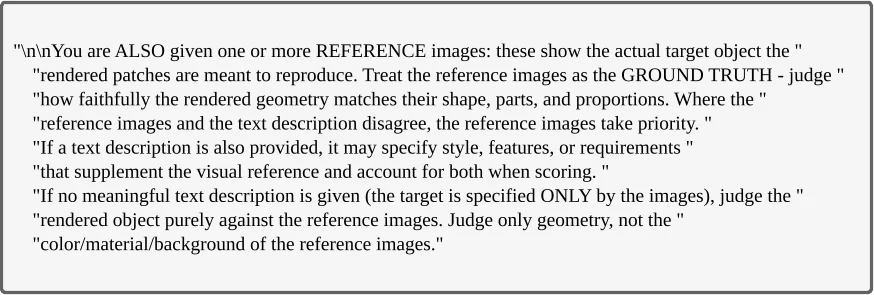 "\n\nYou are ALSO given one or more REFERENCE images: these show the actual target object the "
"rendered patches are meant to reproduce. Treat the reference images as the GROUND TRUTH - judge "
"how faithfully the rendered geometry matches their shape, parts, and proportions. Where the "
"reference images and the text description disagree, the reference images take priority. "
"If a text description is also provided, it may specify style, features, or requirements "
"that supplement the visual reference and account for both when scoring. "
"If no meaningful text description is given (the target is specified ONLY by the images), judge the "
"rendered object purely against the reference images. Judge only geometry, not the "
"color/material/background of the reference images."